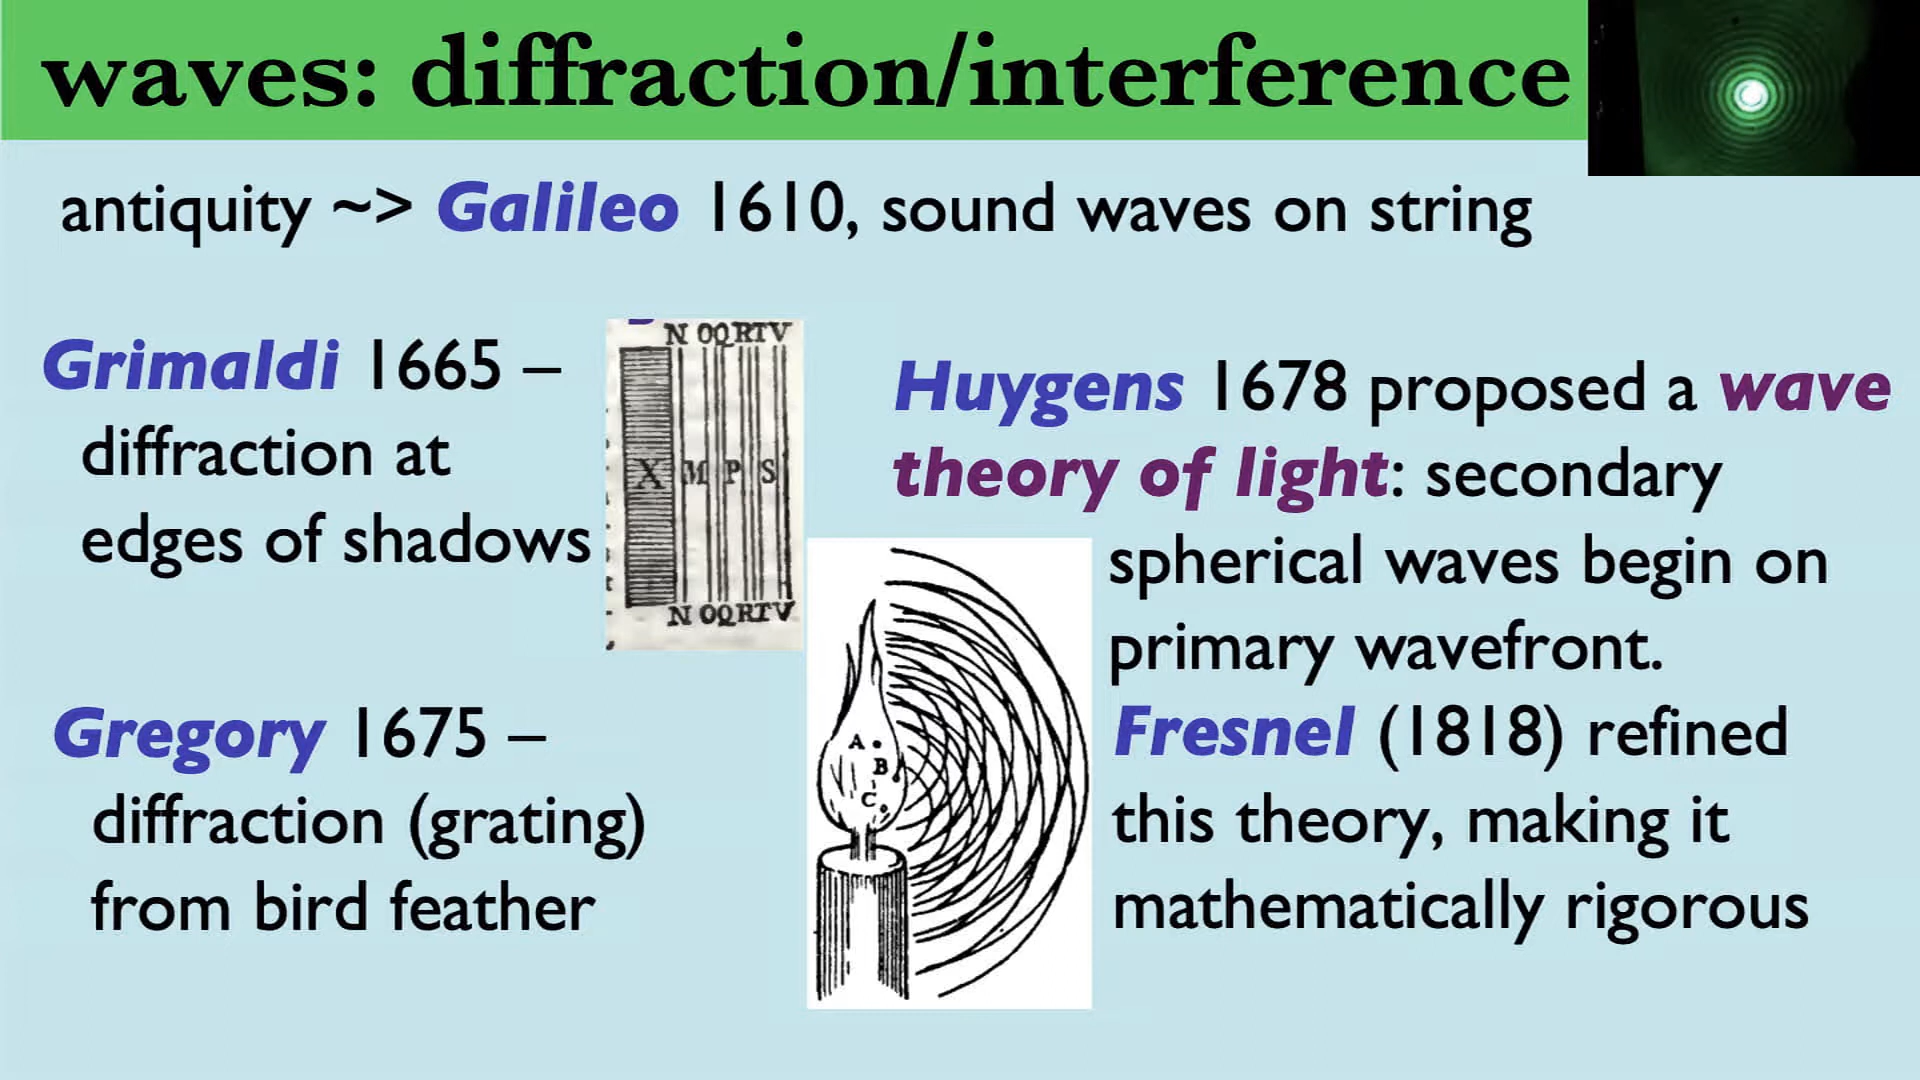 waves: diffraction/interference
antiquity ~> Galileo 1610, sound waves on string
Grimaldi 1665 –
diffraction at
edges of shadows
N OQRTV
X M P S
N OQRTV
Gregory 1675 –
diffraction (grating)
from bird feather
Huygens 1678 proposed a wave
theory of light: secondary
spherical waves begin on
primary wavefront.
Fresnel (1818) refined
this theory, making it
mathematically rigorous
A
B
C